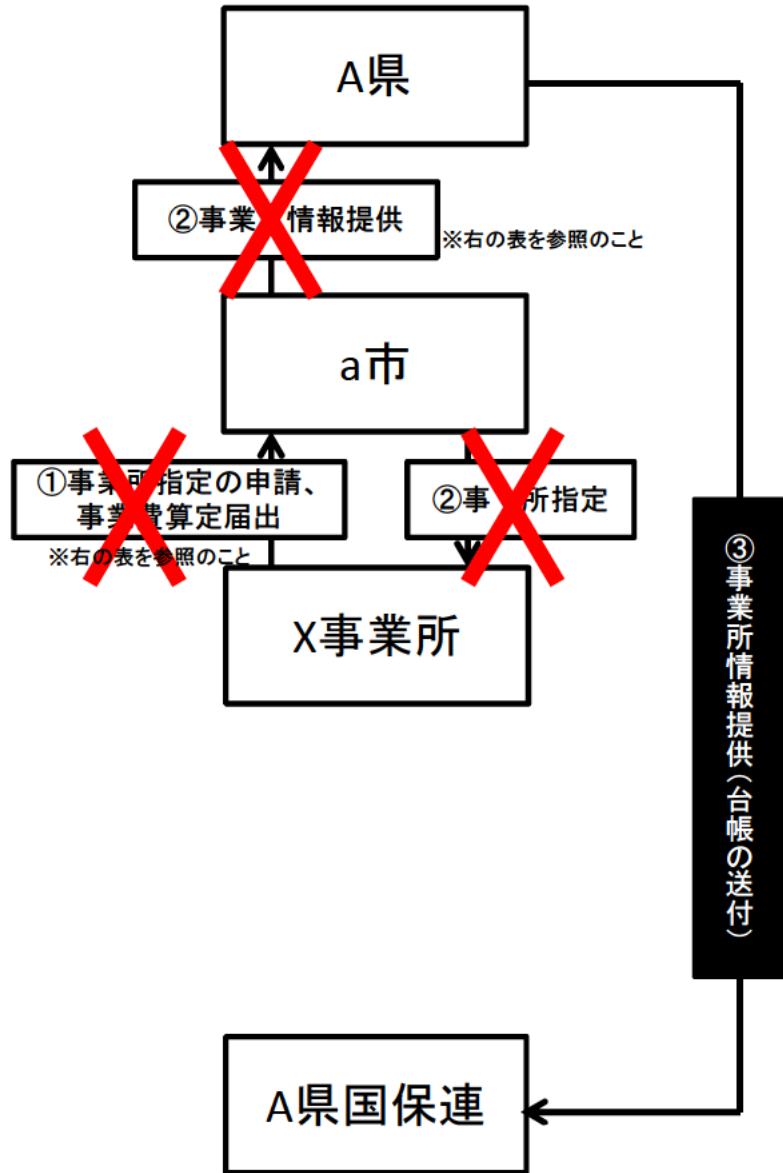 A県
②事業 情報提供
※右の表を参照のこと
a市
①事業所指定の申請、
事業費算定届出
※右の表を参照のこと
②事 所指定
X事業所
③事業所情報提供(台帳の送付)
A県国保連